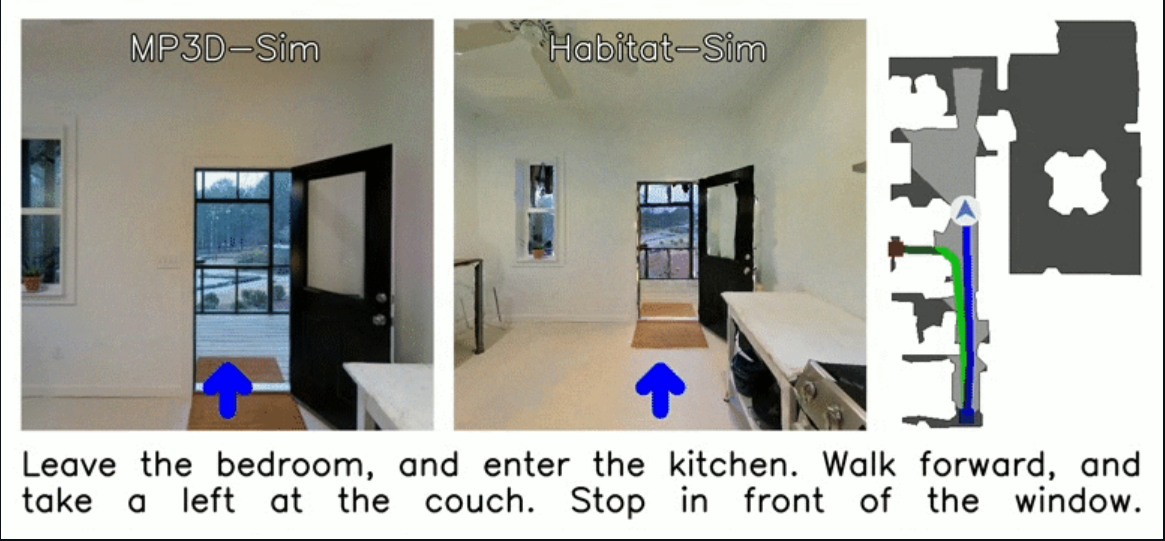 MP3D-Sim
Habitat-Sim
Leave the bedroom, and enter the kitchen. Walk forward, and
take a left at the couch. Stop in front of the window.